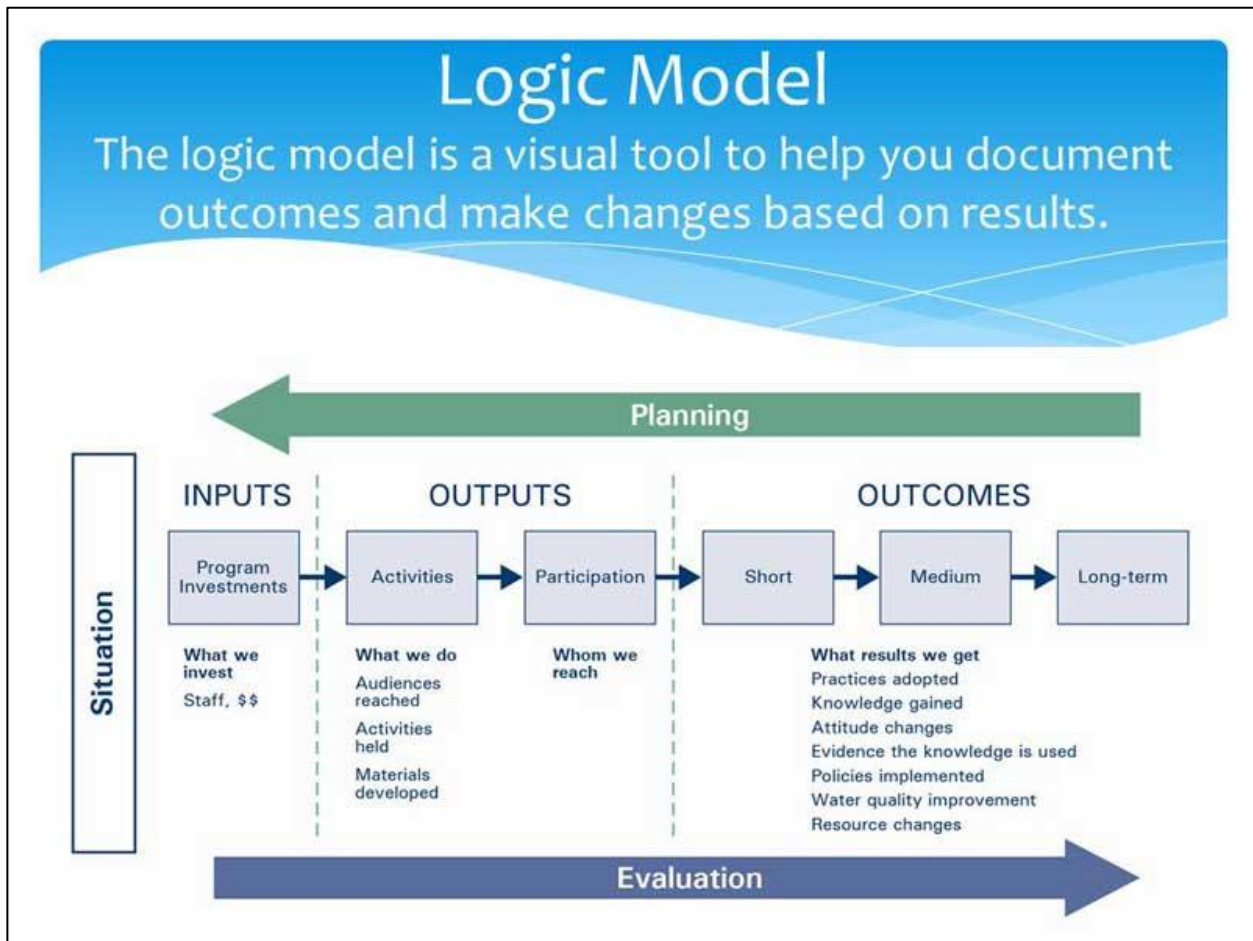 Logic Model
The logic model is a visual tool to help you document
outcomes and make changes based on results.
Planning
Situation
INPUTS
OUTPUTS
OUTCOMES
Program
Investments
Activities
Participation
Short
Medium
Long-term
What we
invest
Staff, $$
What we do
Audiences
reached
Activities
held
Materials
developed
Whom we
reach
What results we get
Practices adopted
Knowledge gained
Attitude changes
Evidence the knowledge is used
Policies implemented
Water quality improvement
Resource changes
Evaluation